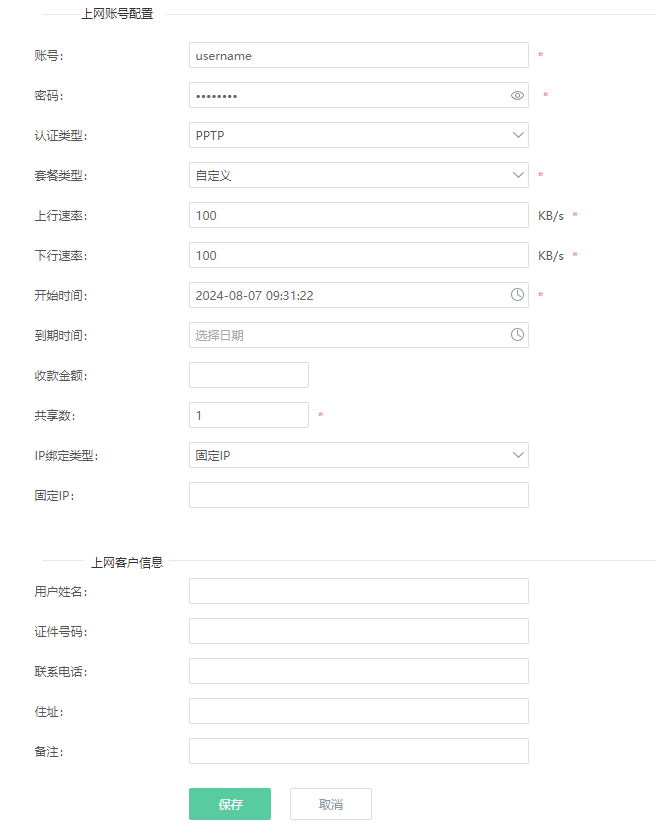 上网账号配置
账号: username *
密码: •••••••• *
认证类型: PPTP
套餐类型: 自定义 *
上行速率: 100 KB/s *
下行速率: 100 KB/s *
开始时间: 2024-08-07 09:31:22 *
到期时间: 选择日期
收款金额:
共享数: 1 *
IP绑定类型: 固定IP
固定IP:
上网客户信息
用户姓名:
证件号码:
联系电话:
住址:
备注:
保存 取消